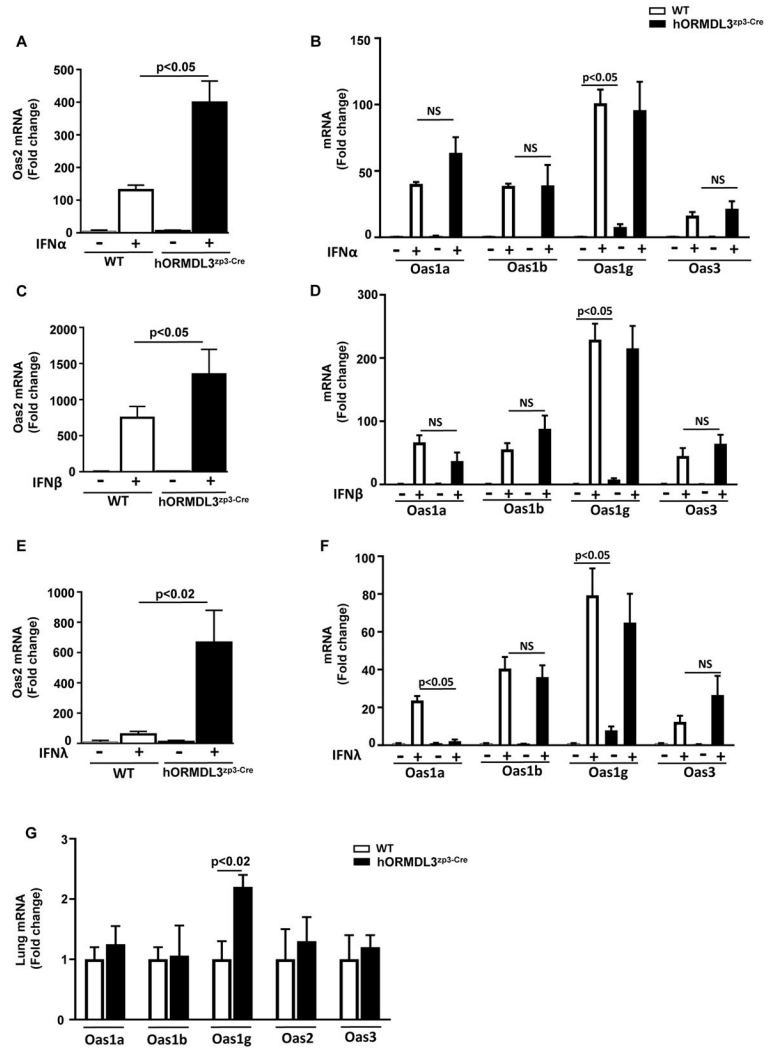 WT
hORMDL3zp3-Cre
A
Oas2 mRNA
(Fold change)
500
400
300
200
100
0
p<0.05
IFNα - + - +
WT hORMDL3zp3-Cre
B
mRNA
(Fold change)
150
100
50
0
NS
NS
p<0.05
NS
IFNα - + - + - + - + - + - + - + - +
Oas1a Oas1b Oas1g Oas3
C
Oas2 mRNA
(Fold change)
2000
1500
1000
500
0
p<0.05
IFNβ - + - +
WT hORMDL3zp3-Cre
D
mRNA
(Fold change)
300
200
100
0
NS
NS
p<0.05
NS
IFNβ - + - + - + - + - + - + - + - +
Oas1a Oas1b Oas1g Oas3
E
Oas2 mRNA
(Fold change)
1000
800
600
400
200
0
p<0.02
IFNλ - + - +
WT hORMDL3zp3-Cre
F
mRNA
(Fold change)
80
60
40
20
0
p<0.05
NS
p<0.05
NS
IFNλ - + - + - + - + - + - + - + - +
Oas1a Oas1b Oas1g Oas3
G
Lung mRNA
(Fold change)
3
2
1
0
p<0.02
WT
hORMDL3zp3-Cre
Oas1a Oas1b Oas1g Oas2 Oas3